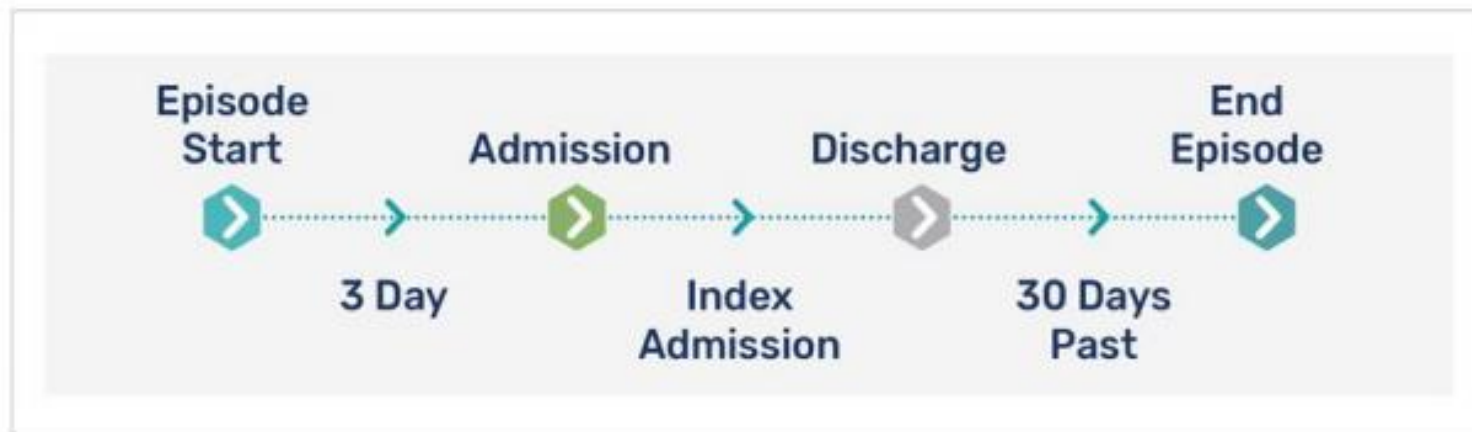 Episode
Start
Admission
Discharge
End
Episode
3 Day
Index
Admission
30 Days
Past